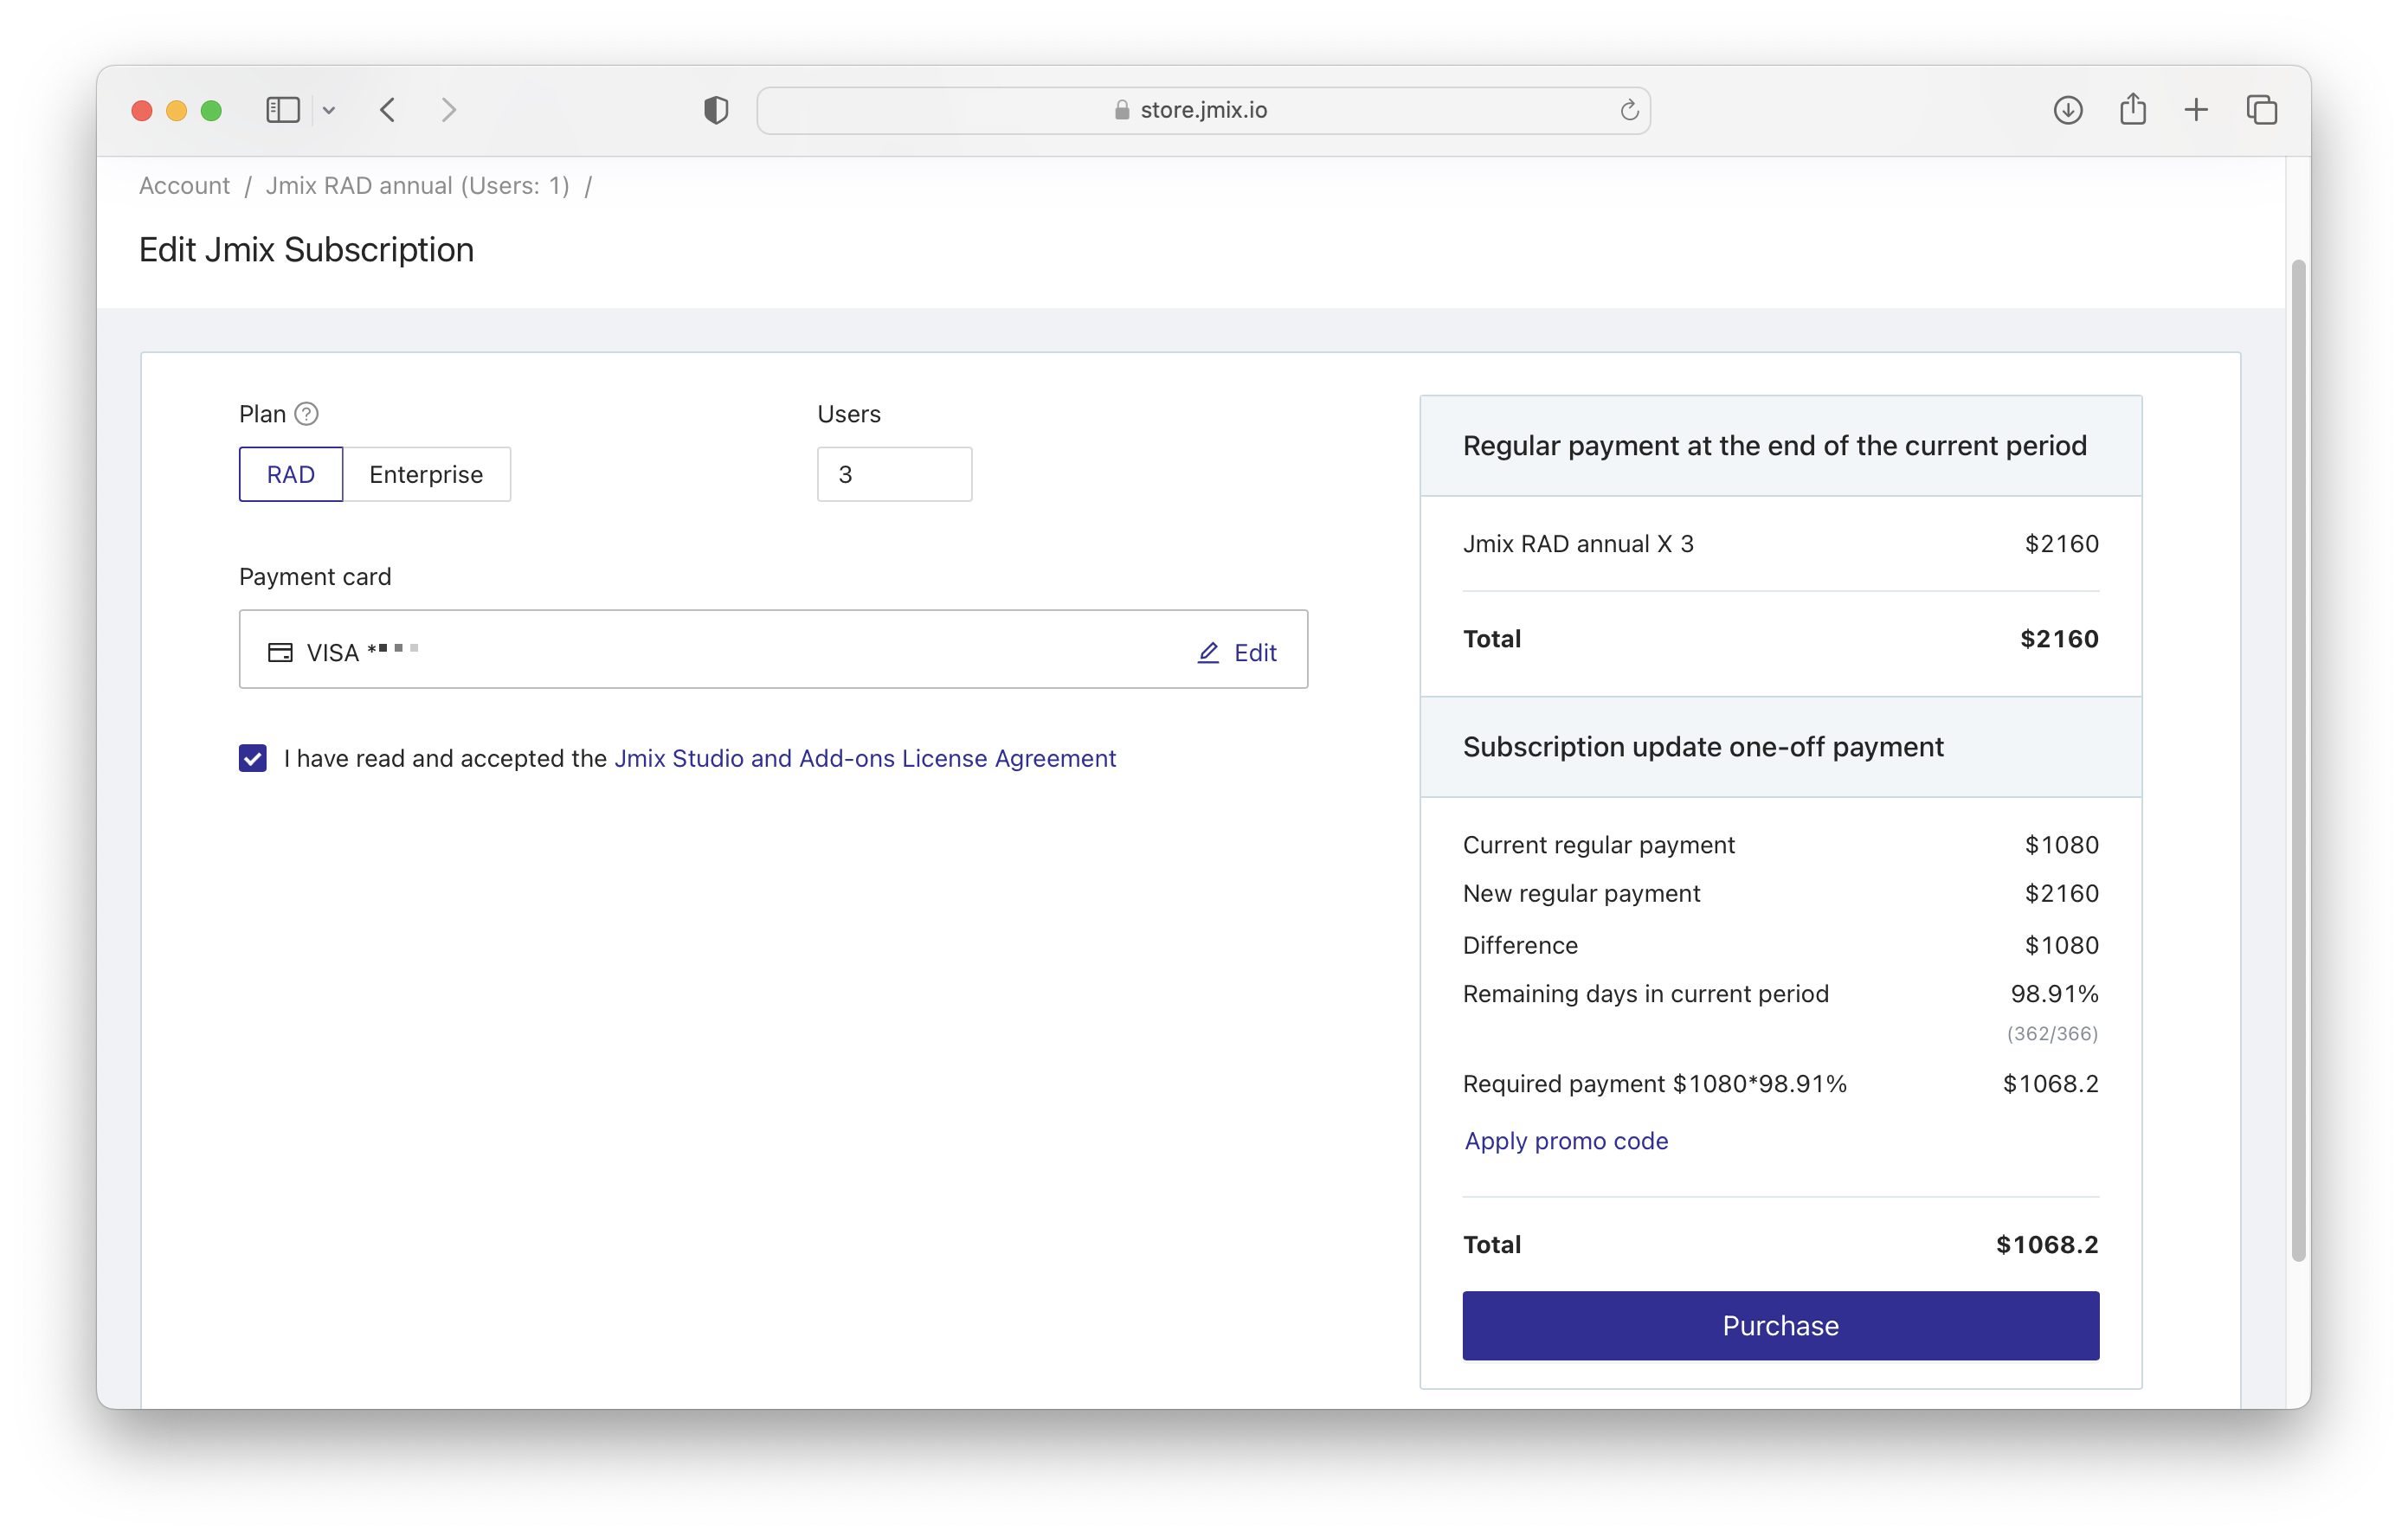 store.jmix.io
Account / Jmix RAD annual (Users: 1) /
Edit Jmix Subscription
Plan ?
RAD
Enterprise
Users
3
Payment card
VISA *
Edit
I have read and accepted the Jmix Studio and Add-ons License Agreement
Regular payment at the end of the current period
Jmix RAD annual X 3 $2160
Total $2160
Subscription update one-off payment
Current regular payment $1080
New regular payment $2160
Difference $1080
Remaining days in current period 98.91%
(362/366)
Required payment $1080*98.91% $1068.2
Apply promo code
Total $1068.2
Purchase